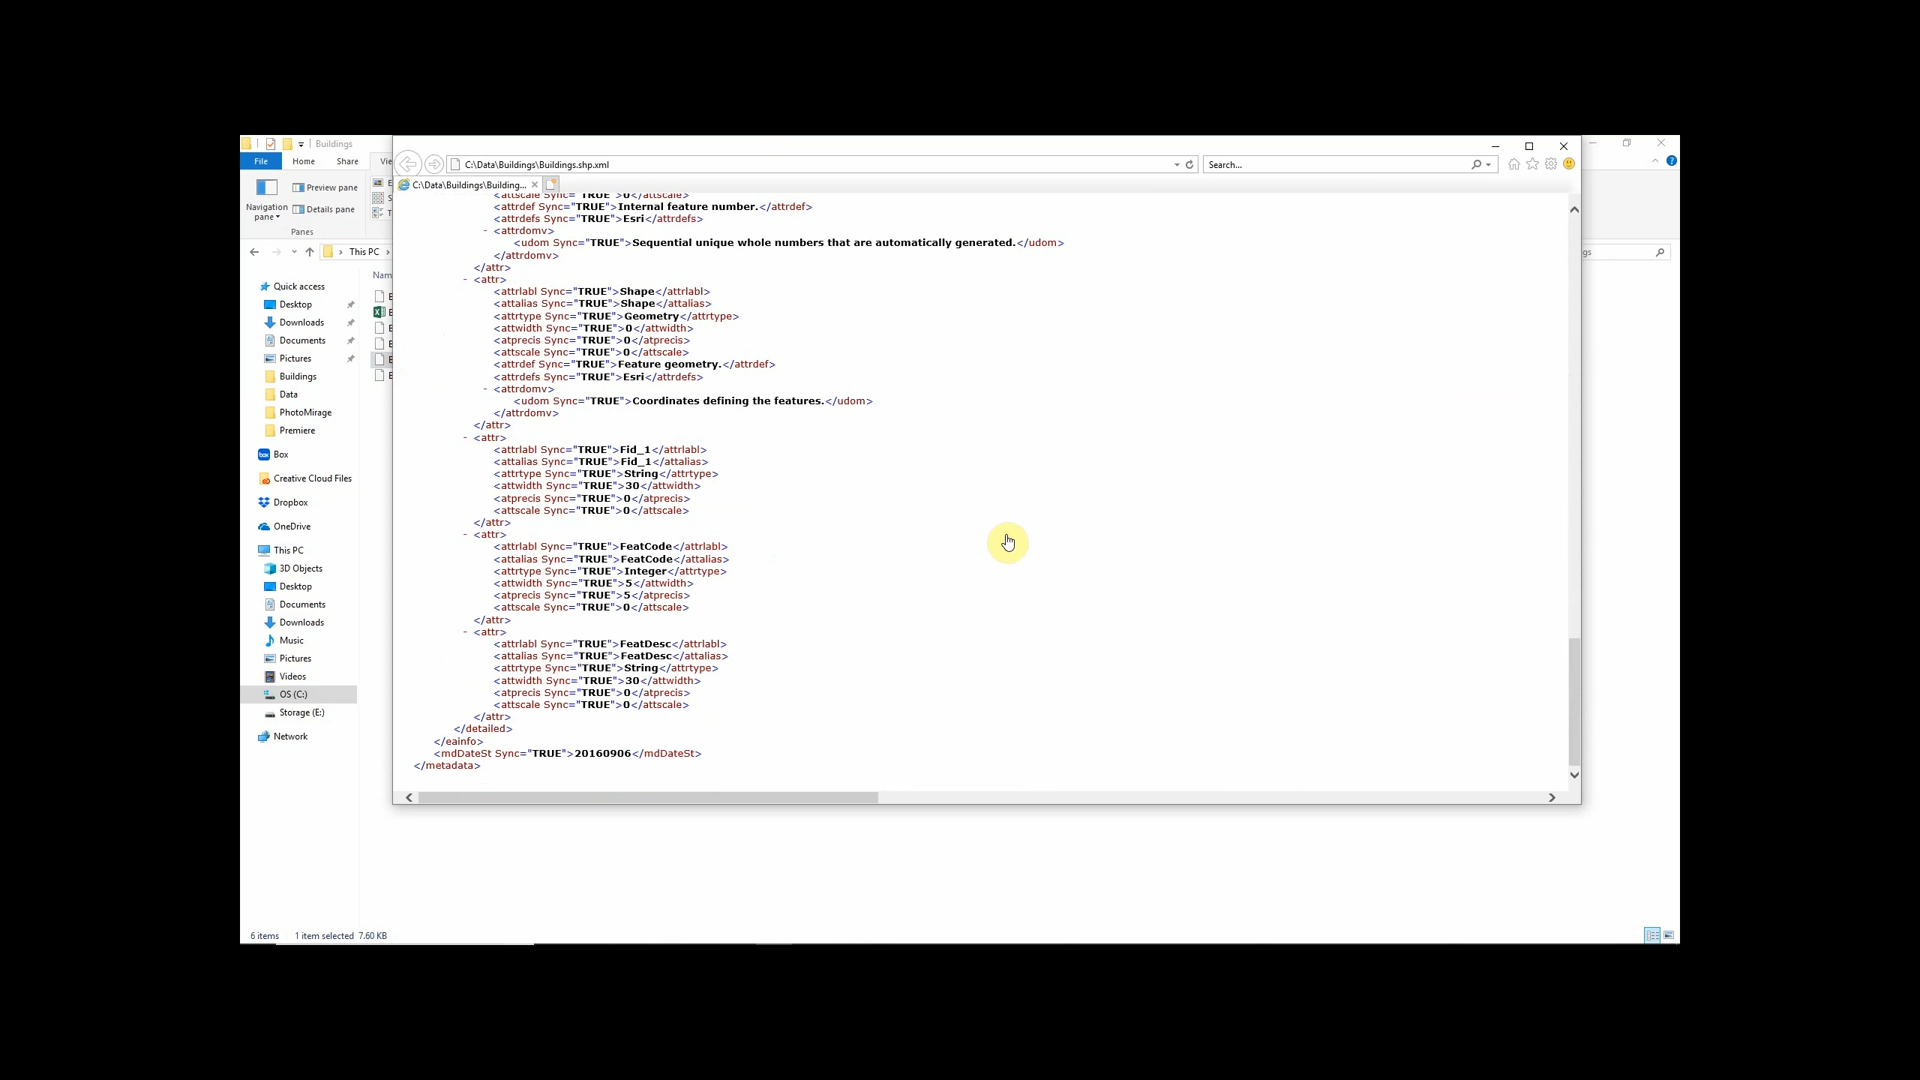 Buildings
File
Home
Share
Navigation pane
Preview pane
Details pane
Panes
This PC
C:\Data\Buildings\Buildings.shp.xml
Search...
C:\Data\Buildings\Building...
Quick access
Desktop
Downloads
Documents
Pictures
Buildings
Data
PhotoMirage
Premiere
Box
Creative Cloud Files
Dropbox
OneDrive
This PC
3D Objects
Desktop
Documents
Downloads
Music
Pictures
Videos
OS (C:)
Storage (E:)
Network
<attscale Sync="TRUE">0</attscale>
<attrdef Sync="TRUE">Internal feature number.</attrdef>
<attrdefs Sync="TRUE">Esri</attrdefs>
- <attrdomv>
<udom Sync="TRUE">Sequential unique whole numbers that are automatically generated.</udom>
</attrdomv>
</attr>
- <attr>
<attrlabl Sync="TRUE">Shape</attrlabl>
<attalias Sync="TRUE">Shape</attalias>
<attrtype Sync="TRUE">Geometry</attrtype>
<attwidth Sync="TRUE">0</attwidth>
<atprecis Sync="TRUE">0</atprecis>
<attscale Sync="TRUE">0</attscale>
<attrdef Sync="TRUE">Feature geometry.</attrdef>
<attrdefs Sync="TRUE">Esri</attrdefs>
- <attrdomv>
<udom Sync="TRUE">Coordinates defining the features.</udom>
</attrdomv>
</attr>
- <attr>
<attrlabl Sync="TRUE">Fid_1</attrlabl>
<attalias Sync="TRUE">Fid_1</attalias>
<attrtype Sync="TRUE">String</attrtype>
<attwidth Sync="TRUE">30</attwidth>
<atprecis Sync="TRUE">0</atprecis>
<attscale Sync="TRUE">0</attscale>
</attr>
- <attr>
<attrlabl Sync="TRUE">FeatCode</attrlabl>
<attalias Sync="TRUE">FeatCode</attalias>
<attrtype Sync="TRUE">Integer</attrtype>
<attwidth Sync="TRUE">5</attwidth>
<atprecis Sync="TRUE">5</atprecis>
<attscale Sync="TRUE">0</attscale>
</attr>
- <attr>
<attrlabl Sync="TRUE">FeatDesc</attrlabl>
<attalias Sync="TRUE">FeatDesc</attalias>
<attrtype Sync="TRUE">String</attrtype>
<attwidth Sync="TRUE">30</attwidth>
<atprecis Sync="TRUE">0</atprecis>
<attscale Sync="TRUE">0</attscale>
</attr>
</detailed>
</eainfo>
<mdDateSt Sync="TRUE">20160906</mdDateSt>
</metadata>
6 items 1 item selected 7.60 KB